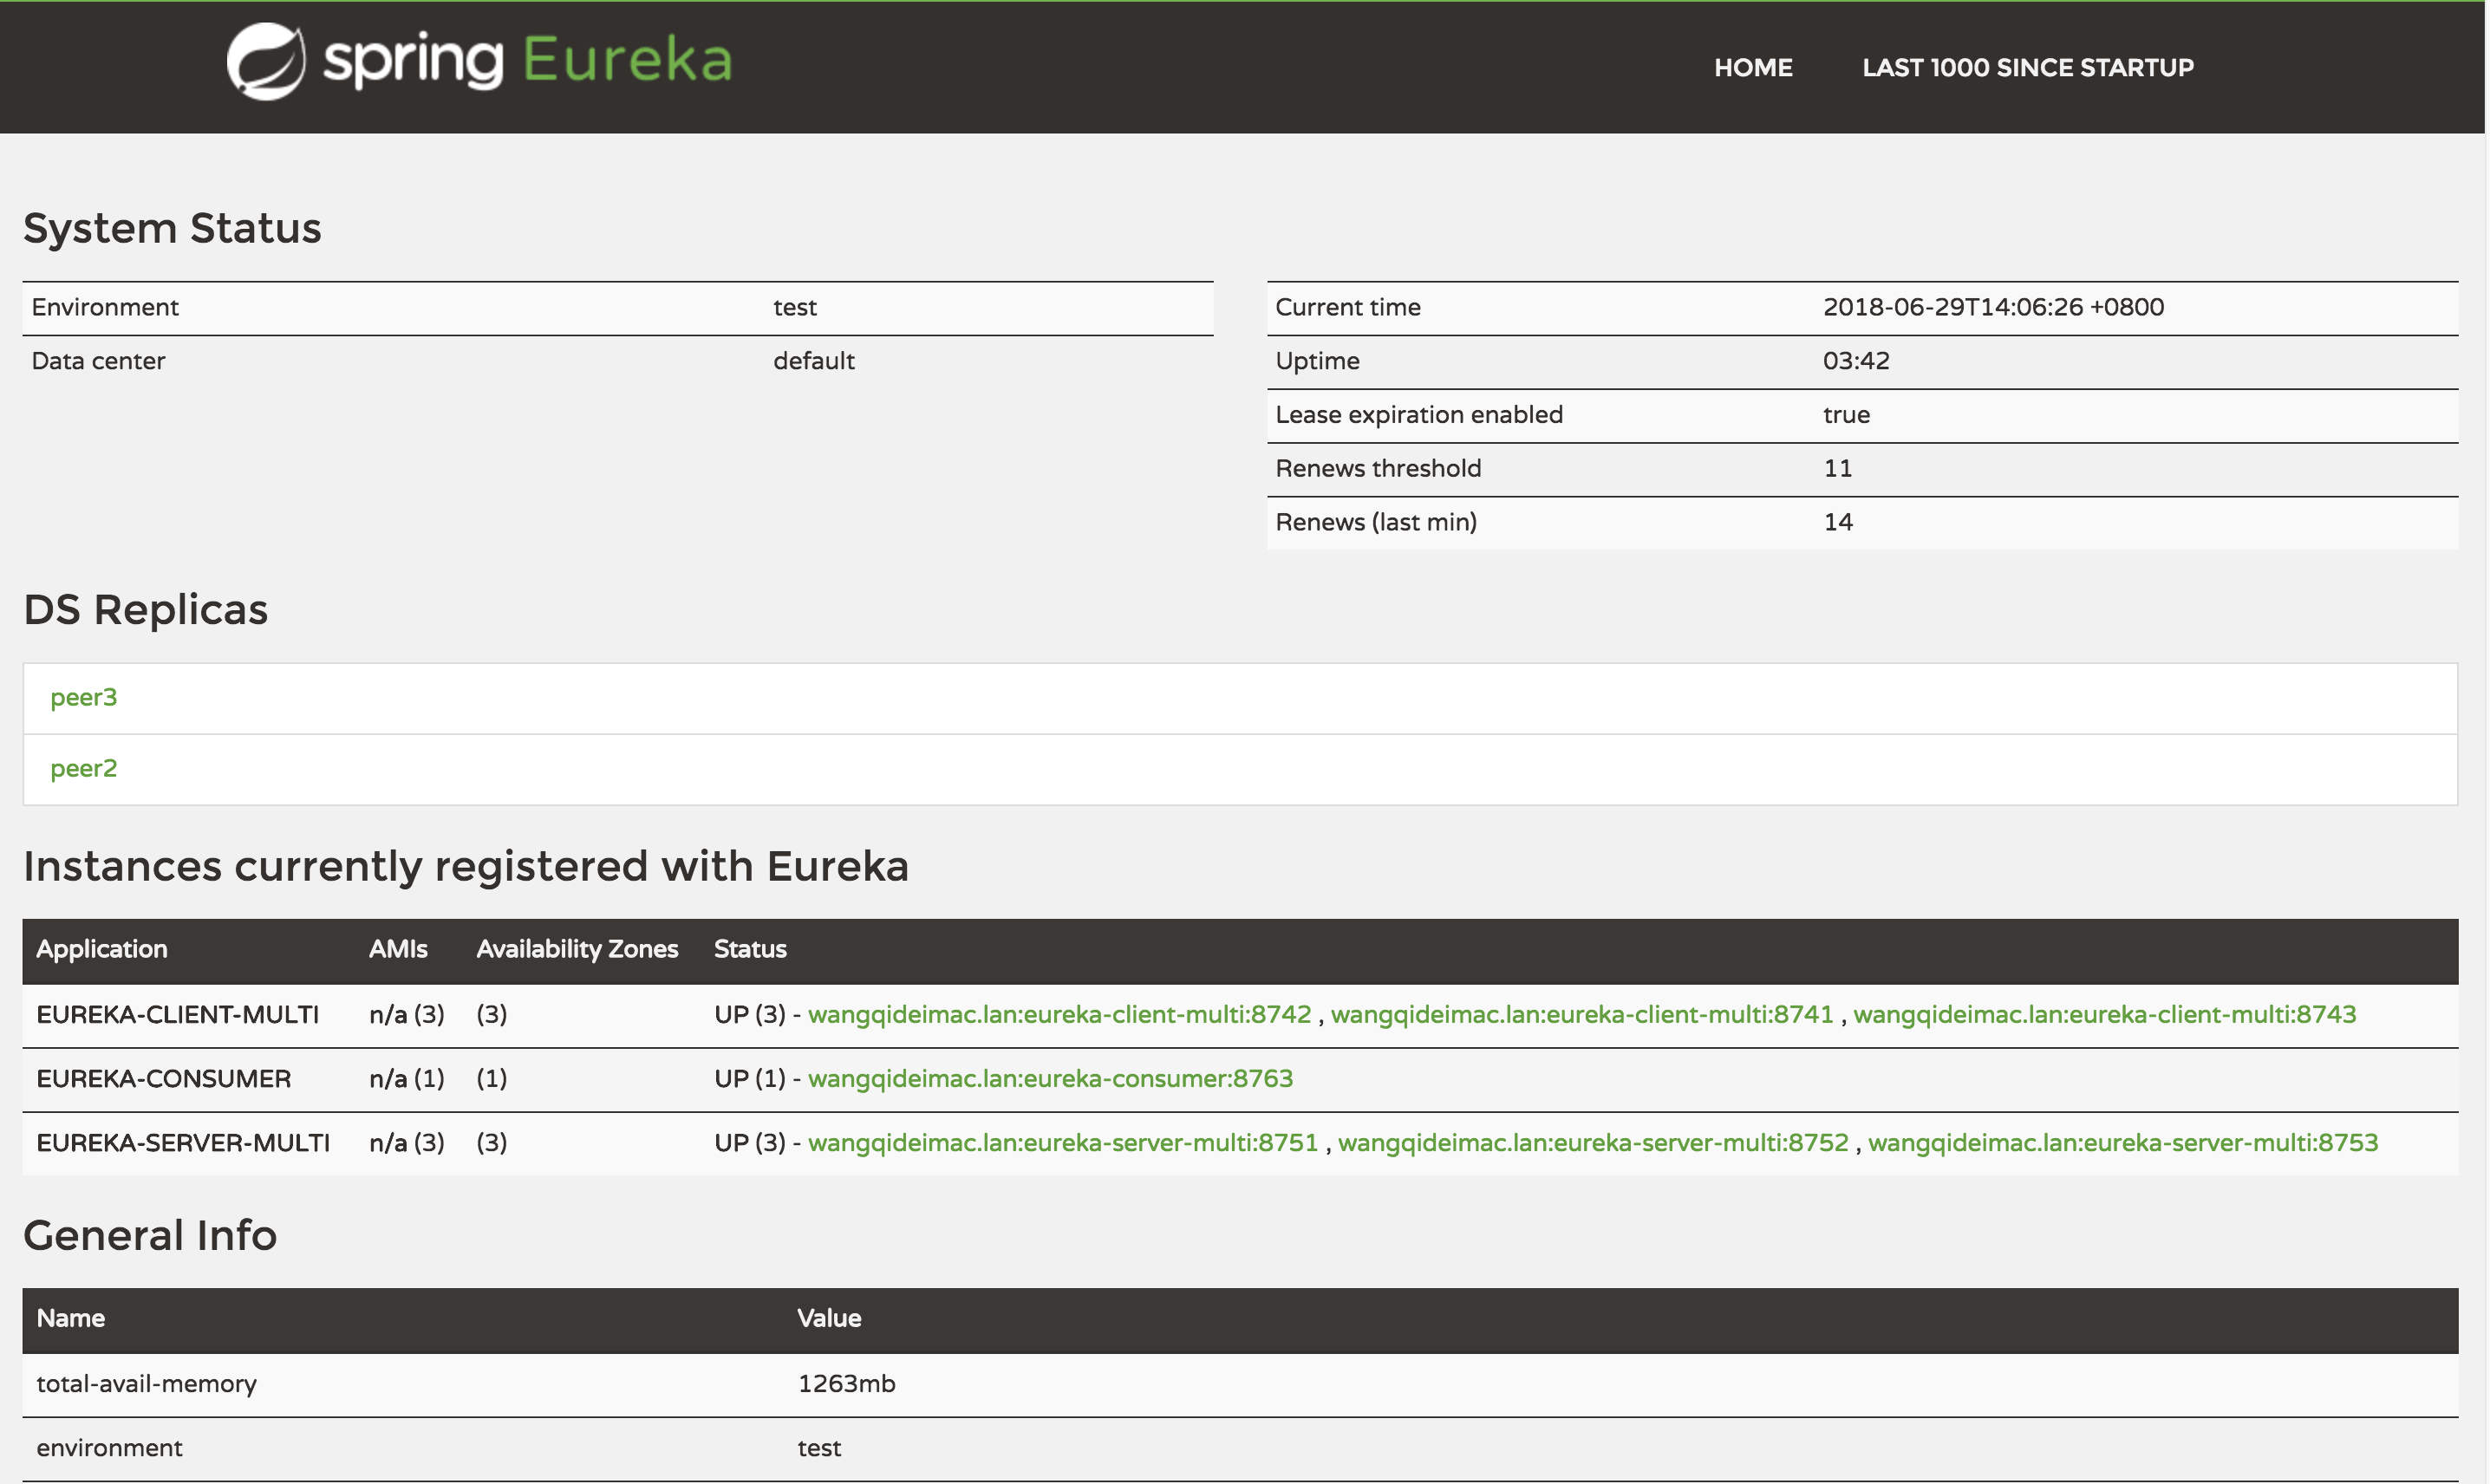 spring Eureka
HOME LAST 1000 SINCE STARTUP
System Status
Environment test
Data center default
Current time 2018-06-29T14:06:26 +0800
Uptime 03:42
Lease expiration enabled true
Renews threshold 11
Renews (last min) 14
DS Replicas
peer3
peer2
Instances currently registered with Eureka
Application AMIs Availability Zones Status
EUREKA-CLIENT-MULTI n/a (3) (3) UP (3) - wangqideimac.lan:eureka-client-multi:8742 , wangqideimac.lan:eureka-client-multi:8741 , wangqideimac.lan:eureka-client-multi:8743
EUREKA-CONSUMER n/a (1) (1) UP (1) - wangqideimac.lan:eureka-consumer:8763
EUREKA-SERVER-MULTI n/a (3) (3) UP (3) - wangqideimac.lan:eureka-server-multi:8751 , wangqideimac.lan:eureka-server-multi:8752 , wangqideimac.lan:eureka-server-multi:8753
General Info
Name Value
total-avail-memory 1263mb
environment test